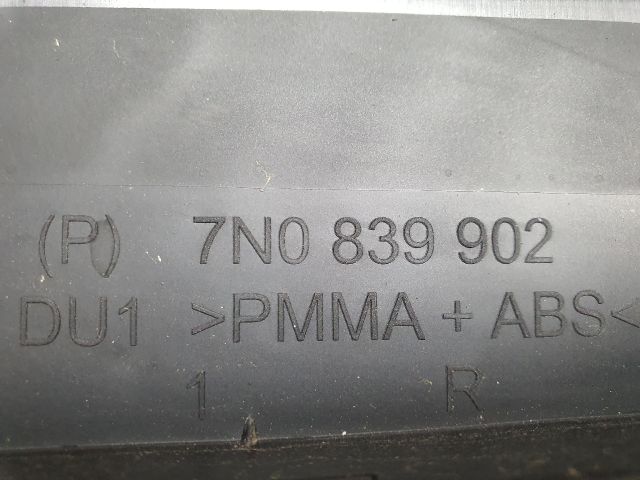 (P) 7N0 839 902
DU1 >PMMA + ABS<
1 R